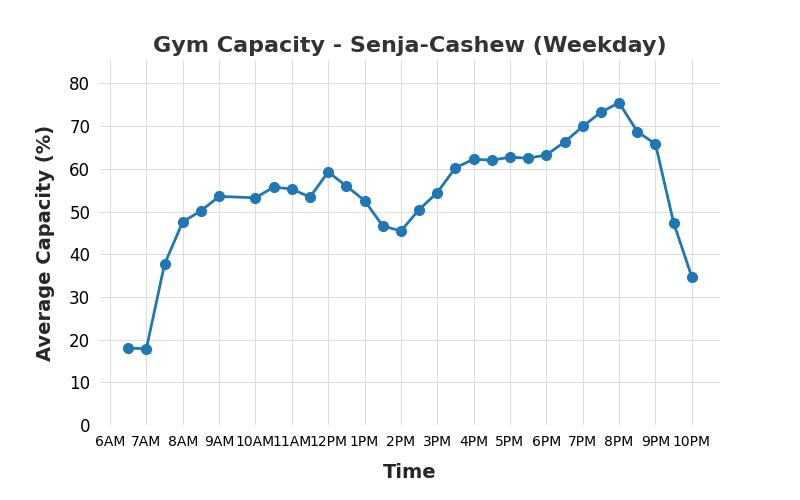 Gym Capacity - Senja-Cashew (Weekday)
Average Capacity (%)
80
70
60
50
40
30
20
10
0
6AM 7AM 8AM 9AM 10AM 11AM 12PM 1PM 2PM 3PM 4PM 5PM 6PM 7PM 8PM 9PM 10PM
Time